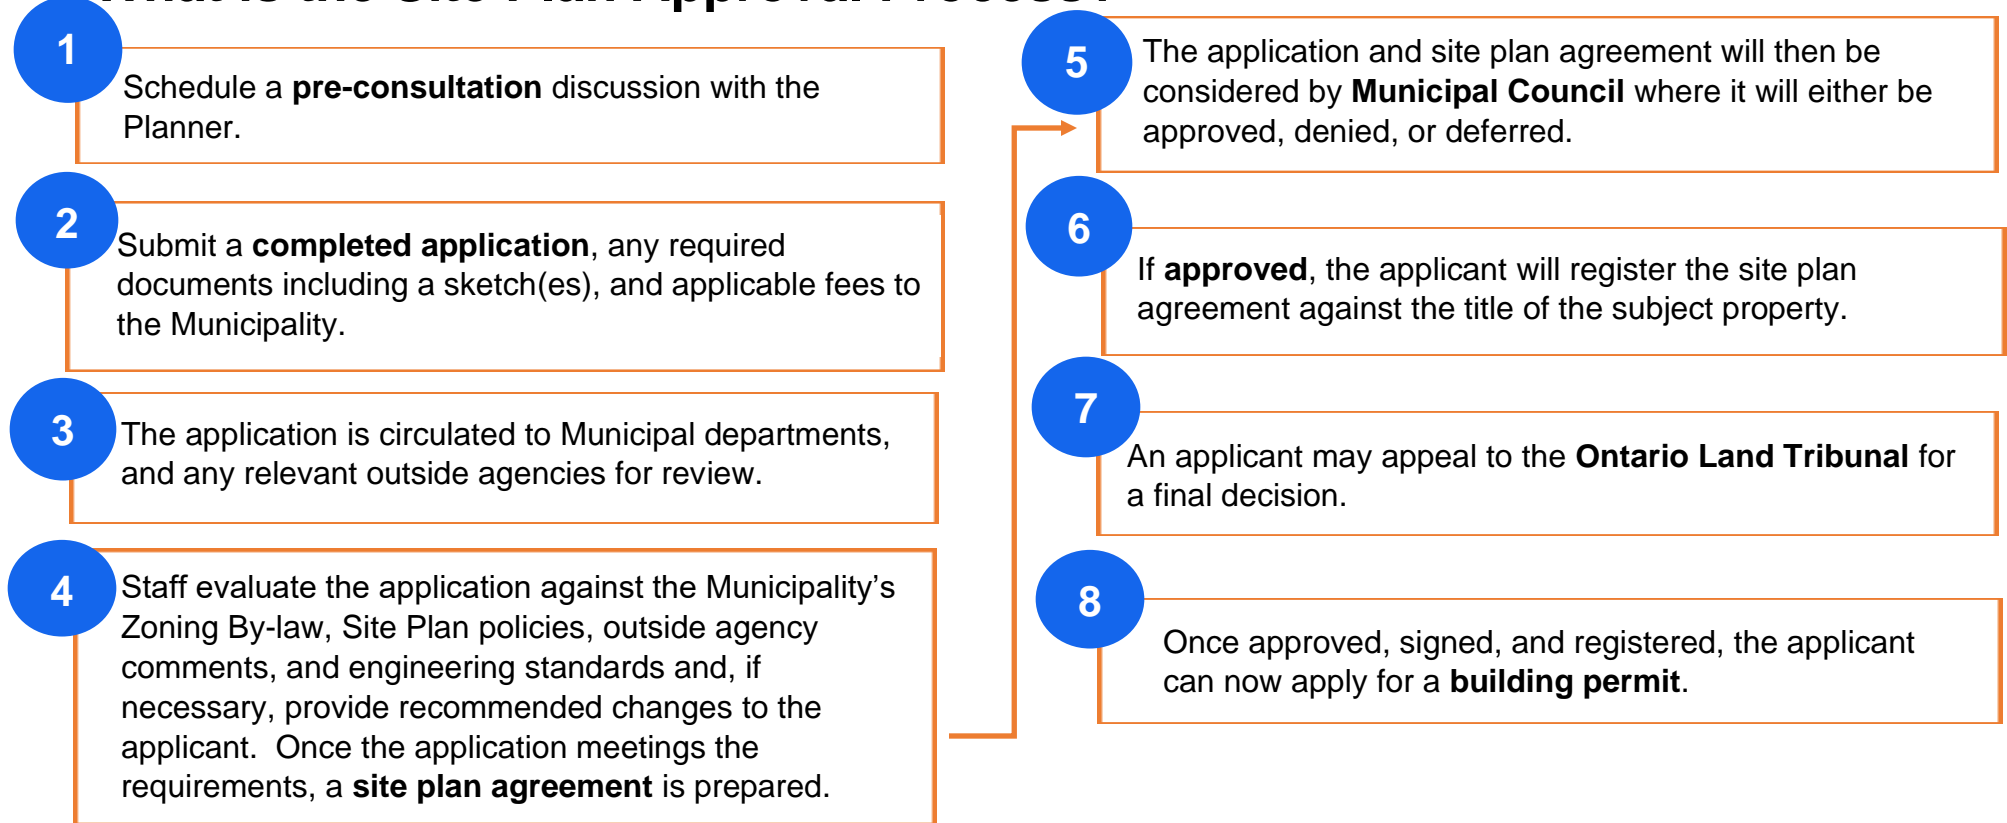 What is the Site Plan Approval Process?
1
Schedule a pre-consultation discussion with the
Planner.
2
Submit a completed application, any required
documents including a sketch(es), and applicable fees to
the Municipality.
3
The application is circulated to Municipal departments,
and any relevant outside agencies for review.
4
Staff evaluate the application against the Municipality’s
Zoning By-law, Site Plan policies, outside agency
comments, and engineering standards and, if
necessary, provide recommended changes to the
applicant.  Once the application meetings the
requirements, a site plan agreement is prepared.
5
The application and site plan agreement will then be
considered by Municipal Council where it will either be
approved, denied, or deferred.
6
If approved, the applicant will register the site plan
agreement against the title of the subject property.
7
An applicant may appeal to the Ontario Land Tribunal for
a final decision.
8
Once approved, signed, and registered, the applicant
can now apply for a building permit.